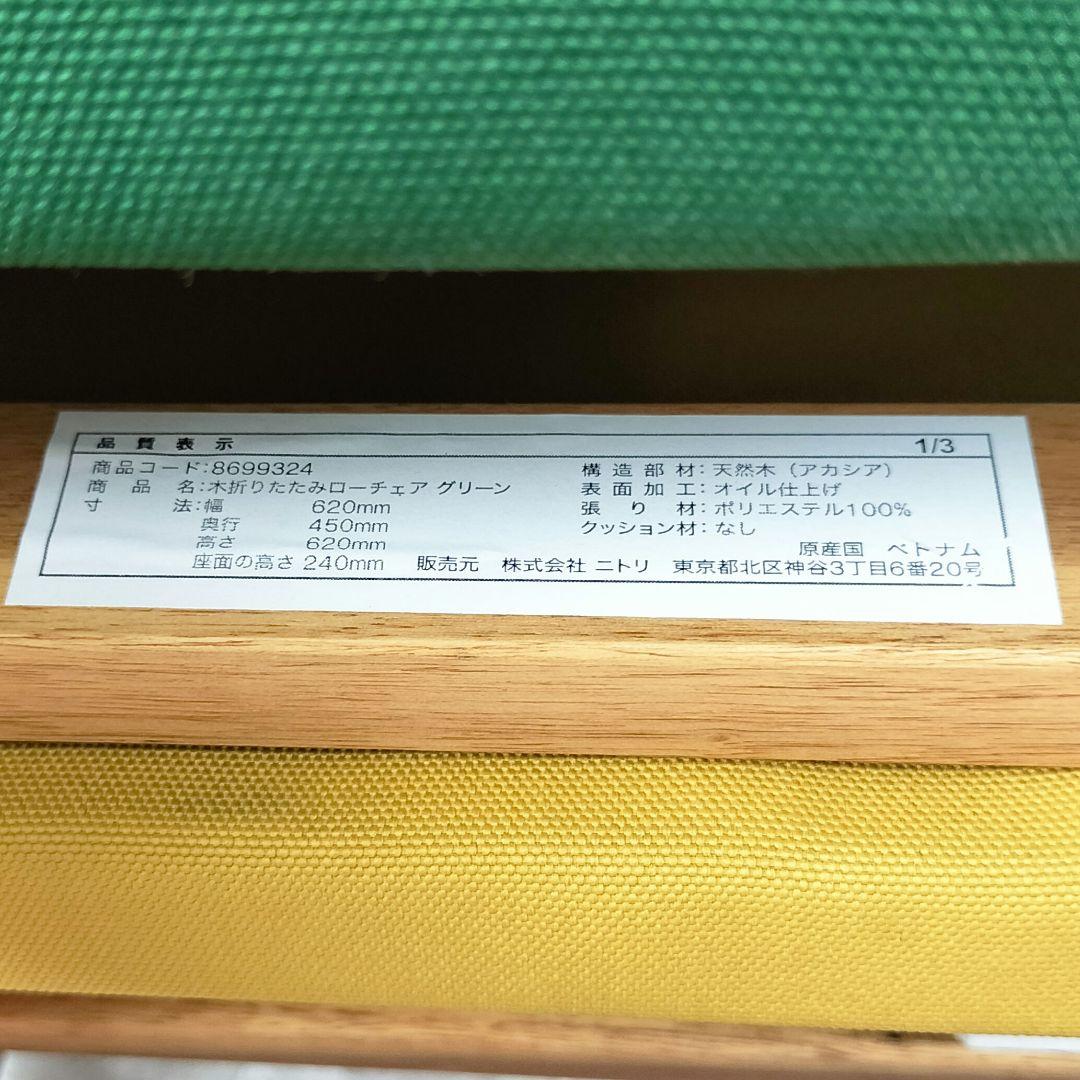 品質表示 1/3
商品コード:8699324
商品名:木折りたたみローチェア グリーン
寸法:幅 620mm
奥行 450mm
高さ 620mm
座面の高さ 240mm
構造部材:天然木(アカシア)
表面加工:オイル仕上げ
張り材:ポリエステル100%
クッション材:なし
原産国 ベトナム
販売元 株式会社 ニトリ 東京都北区神谷3丁目6番20号